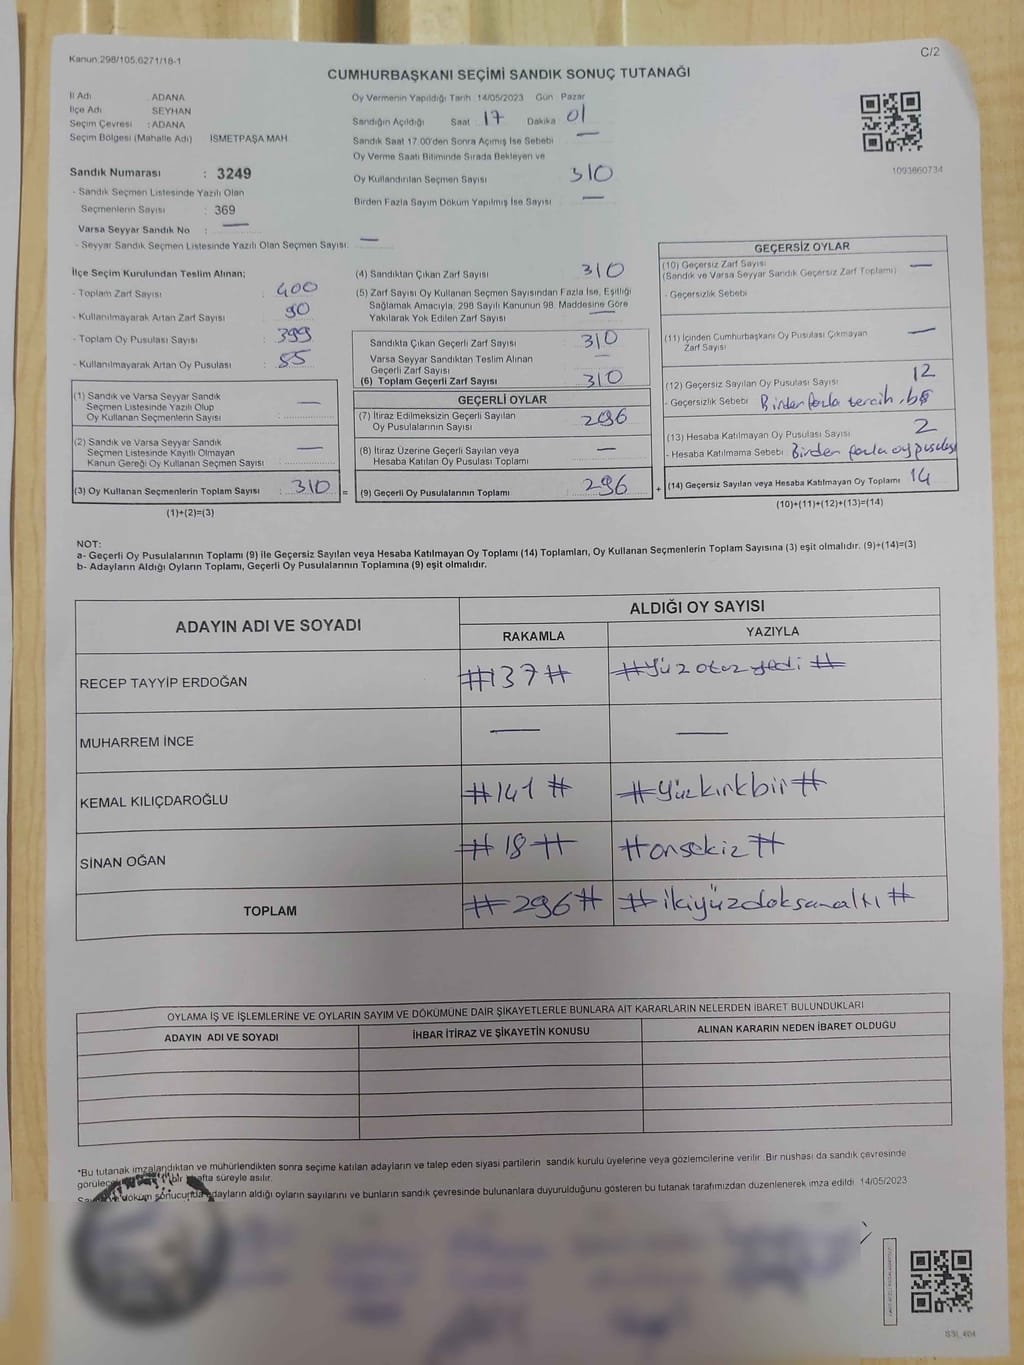 C/2
Kanun.298/105.6271/18-1
CUMHURBAŞKANI SEÇİMİ SANDIK SONUÇ TUTANAĞI
İl Adı : ADANA
İlçe Adı : SEYHAN
Seçim Çevresi : ADANA
Seçim Bölgesi (Mahalle Adı) İSMETPAŞA MAH.
Sandık Numarası : 3249
- Sandık Seçmen Listesinde Yazılı Olan
Seçmenlerin Sayısı : 369
Varsa Seyyar Sandık No : —
- Seyyar Sandık Seçmen Listesinde Yazılı Olan Seçmen Sayısı: —
Oy Vermenin Yapıldığı Tarih 14/05/2023 Gün Pazar
Sandığın Açıldığı Saat 17 Dakika 01
Sandık Saat 17.00'den Sonra Açımış İse Sebebi —
Oy Verme Saati Bitiminde Sırada Bekleyen ve
Oy Kullandırılan Seçmen Sayısı 310
Birden Fazla Sayım Döküm Yapılmış İse Sayısı —
1093860734
İlçe Seçim Kurulundan Teslim Alınan;
- Toplam Zarf Sayısı : 400
- Kullanılmayarak Artan Zarf Sayısı : 90
- Toplam Oy Pusulası Sayısı : 399
- Kullanılmayarak Artan Oy Pusulası : 85
(1) Sandık ve Varsa Seyyar Sandık
Seçmen Listesinde Yazılı Olup
Oy Kullanan Seçmenlerin Sayısı : —
(2) Sandık ve Varsa Seyyar Sandık
Seçmen Listesinde Kayıtlı Olmayan
Kanun Gereği Oy Kullanan Seçmen Sayısı : —
(3) Oy Kullanan Seçmenlerin Toplam Sayısı : 310 =
(1)+(2)=(3)
(4) Sandıktan Çıkan Zarf Sayısı 310
(5) Zarf Sayısı Oy Kullanan Seçmen Sayısından Fazla İse, Eşitliği
Sağlamak Amacıyla, 298 Sayılı Kanunun 98. Maddesine Göre
Yakılarak Yok Edilen Zarf Sayısı —
Sandıkta Çıkan Geçerli Zarf Sayısı : 310
Varsa Seyyar Sandıktan Teslim Alınan
Geçerli Zarf Sayısı —
(6) Toplam Geçerli Zarf Sayısı : 310
GEÇERLİ OYLAR
(7) İtiraz Edilmeksizin Geçerli Sayılan
Oy Pusulalarının Sayısı : 296
(8) İtiraz Üzerine Geçerli Sayılan veya
Hesaba Katılan Oy Pusulası Toplamı : —
(9) Geçerli Oy Pusulalarının Toplamı : 296 +
GEÇERSİZ OYLAR
(10) Geçersiz Zarf Sayısı
(Sandık ve Varsa Seyyar Sandık Geçersiz Zarf Toplamı) —
- Geçersizlik Sebebi
(11) İçinden Cumhurbaşkanı Oy Pusulası Çıkmayan
Zarf Sayısı —
(12) Geçersiz Sayılan Oy Pusulası Sayısı 12
- Geçersizlik Sebebi Birden fazla tercih
(13) Hesaba Katılmayan Oy Pusulası Sayısı 2
- Hesaba Katılmama Sebebi Birden fazla oy pusulası
(14) Geçersiz Sayılan veya Hesaba Katılmayan Oy Toplamı 14
(10)+(11)+(12)+(13)=(14)
NOT:
a- Geçerli Oy Pusulalarının Toplamı (9) ile Geçersiz Sayılan veya Hesaba Katılmayan Oy Toplamı (14) Toplamları, Oy Kullanan Seçmenlerin Toplam Sayısına (3) eşit olmalıdır. (9)+(14)=(3)
b- Adayların Aldığı Oyların Toplamı, Geçerli Oy Pusulalarının Toplamına (9) eşit olmalıdır.
ADAYIN ADI VE SOYADI ALDIĞI OY SAYISI
RAKAMLA YAZIYLA
RECEP TAYYİP ERDOĞAN #137# #Yüz otuz yedi#
MUHARREM İNCE — —
KEMAL KILIÇDAROĞLU #141# #Yüzkırkbir#
SİNAN OĞAN #18# #onsekiz#
TOPLAM #296# #ikiyüzdoksanaltı#
OYLAMA İŞ VE İŞLEMLERİNE VE OYLARIN SAYIM VE DÖKÜMÜNE DAİR ŞİKAYETLERLE BUNLARA AİT KARARLARIN NELERDEN İBARET BULUNDUKLARI
ADAYIN ADI VE SOYADI İHBAR İTİRAZ VE ŞİKAYETİN KONUSU ALINAN KARARIN NEDEN İBARET OLDUĞU
*Bu tutanak imzalandıktan ve mühürlendikten sonra seçime katılan adayların ve talep eden siyasi partilerin sandık kurulu üyelerine veya gözlemcilerine verilir. Bir nüshası da sandık çevresinde
bir hafta süreyle asılır.
döküm sonucunda adayların aldığı oyların sayılarını ve bunların sandık çevresinde bulunanlara duyurulduğunu gösteren bu tutanak tarafımızdan düzenlenerek imza edildi. 14/05/2023